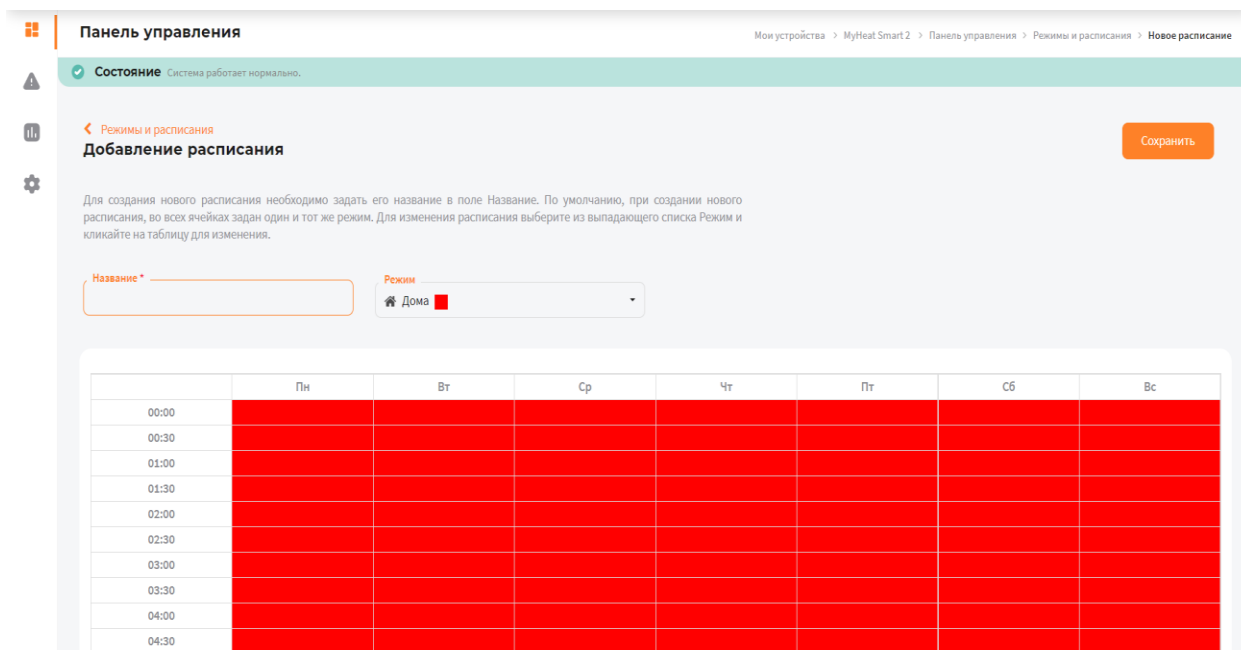 Панель управления
Мои устройства > MyHeat Smart 2 > Панель управления > Режимы и расписания > Новое расписание
Состояние Система работает нормально.
Режимы и расписания
Добавление расписания
Сохранить
Для создания нового расписания необходимо задать его название в поле Название. По умолчанию, при создании нового
расписания, во всех ячейках задан один и тот же режим. Для изменения расписания выберите из выпадающего списка Режим и
кликайте на таблицу для изменения.
Название *
Режим
Дома
Пн Вт Ср Чт Пт Сб Вс
00:00
00:30
01:00
01:30
02:00
02:30
03:00
03:30
04:00
04:30